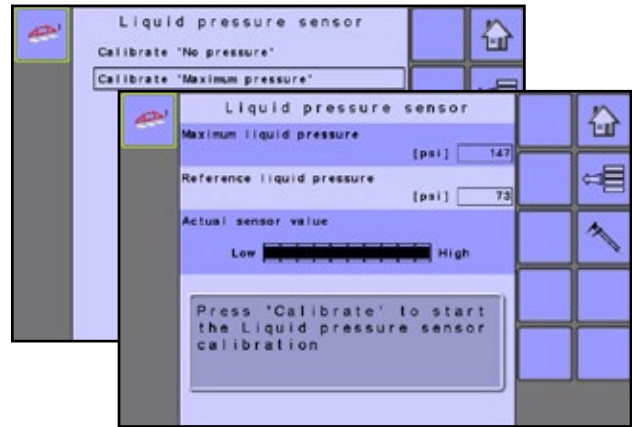 Liquid pressure sensor
Calibrate 'No pressure'
Calibrate 'Maximum pressure'
Liquid pressure sensor
Maximum liquid pressure
[psi] 147
Reference liquid pressure
[psi] 73
Actual sensor value
Low High
Press 'Calibrate' to start
the Liquid pressure sensor
calibration